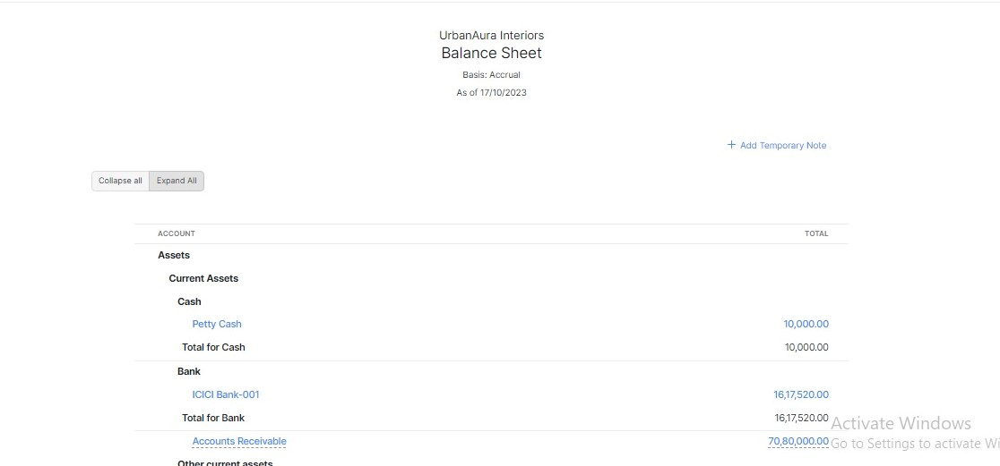 UrbanAura Interiors
Balance Sheet
Basis: Accrual
As of 17/10/2023
+ Add Temporary Note
Collapse all Expand All
ACCOUNT TOTAL
Assets
Current Assets
Cash
Petty Cash 10,000.00
Total for Cash 10,000.00
Bank
ICICI Bank-001 16,17,520.00
Total for Bank 16,17,520.00
Activate Windows
Accounts Receivable 70,80,000.00
Go to Settings to activate Wi
Other current assets